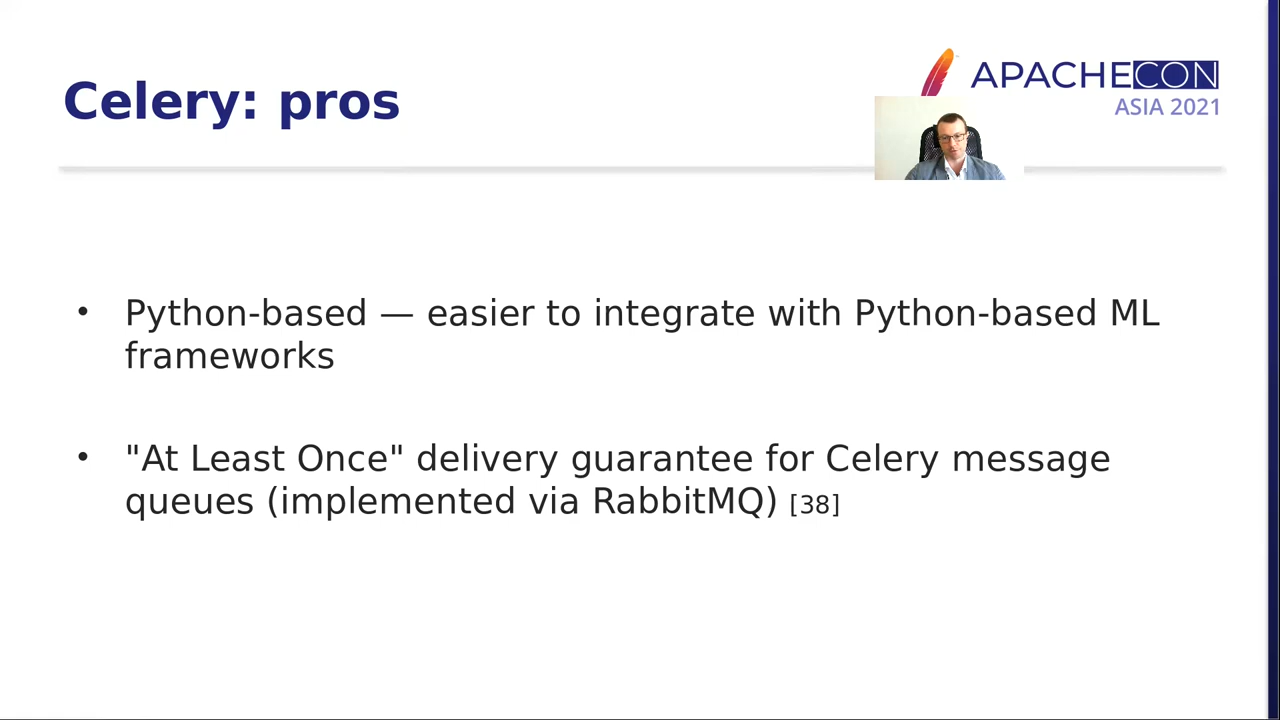 Celery: pros
APACHECON
ASIA 2021
• Python-based — easier to integrate with Python-based ML
frameworks
• "At Least Once" delivery guarantee for Celery message
queues (implemented via RabbitMQ) [38]